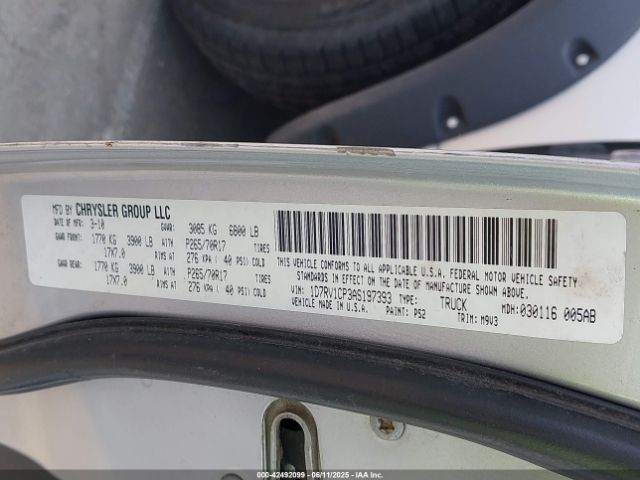 MFD BY CHRYSLER GROUP LLC
DATE OF MFR: 3-10 GVWR: 3085 KG 6800 LB
GAWR FRONT: 1770 KG 3900 LB WITH P265/70R17 TIRES
17X7.0 RIMS AT 276 KPA ( 40 PSI) COLD
GAWR REAR: 1770 KG 3900 LB WITH P265/70R17 TIRES
17X7.0 RIMS AT 276 KPA ( 40 PSI) COLD
THIS VEHICLE CONFORMS TO ALL APPLICABLE U.S.A. FEDERAL MOTOR VEHICLE SAFETY
STANDARDS IN EFFECT ON THE DATE OF MANUFACTURE SHOWN ABOVE.
VIN: 1D7RV1CP3AS197393 TYPE: TRUCK MDH: 030116 005AB
VEHICLE MADE IN U.S.A. PAINT: PS2 TRIM: M9V3
000-42492099 - 06/11/2025 - IAAI.COM